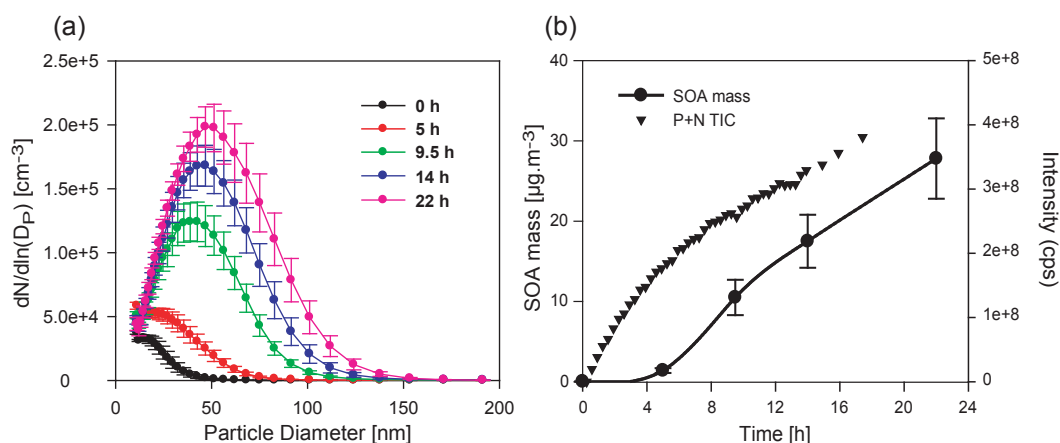 (a)
2.5e+5
2.0e+5
1.5e+5
1.0e+5
5.0e+4
0
dN/dln(Dₚ) [cm⁻³]
0 h
5 h
9.5 h
14 h
22 h
0 50 100 150 200
Particle Diameter [nm]
(b)
40
30
20
10
0
SOA mass [µg.m⁻³]
SOA mass
P+N TIC
5e+8
4e+8
3e+8
2e+8
1e+8
0
Intensity (cps)
0 4 8 12 16 20 24
Time [h]